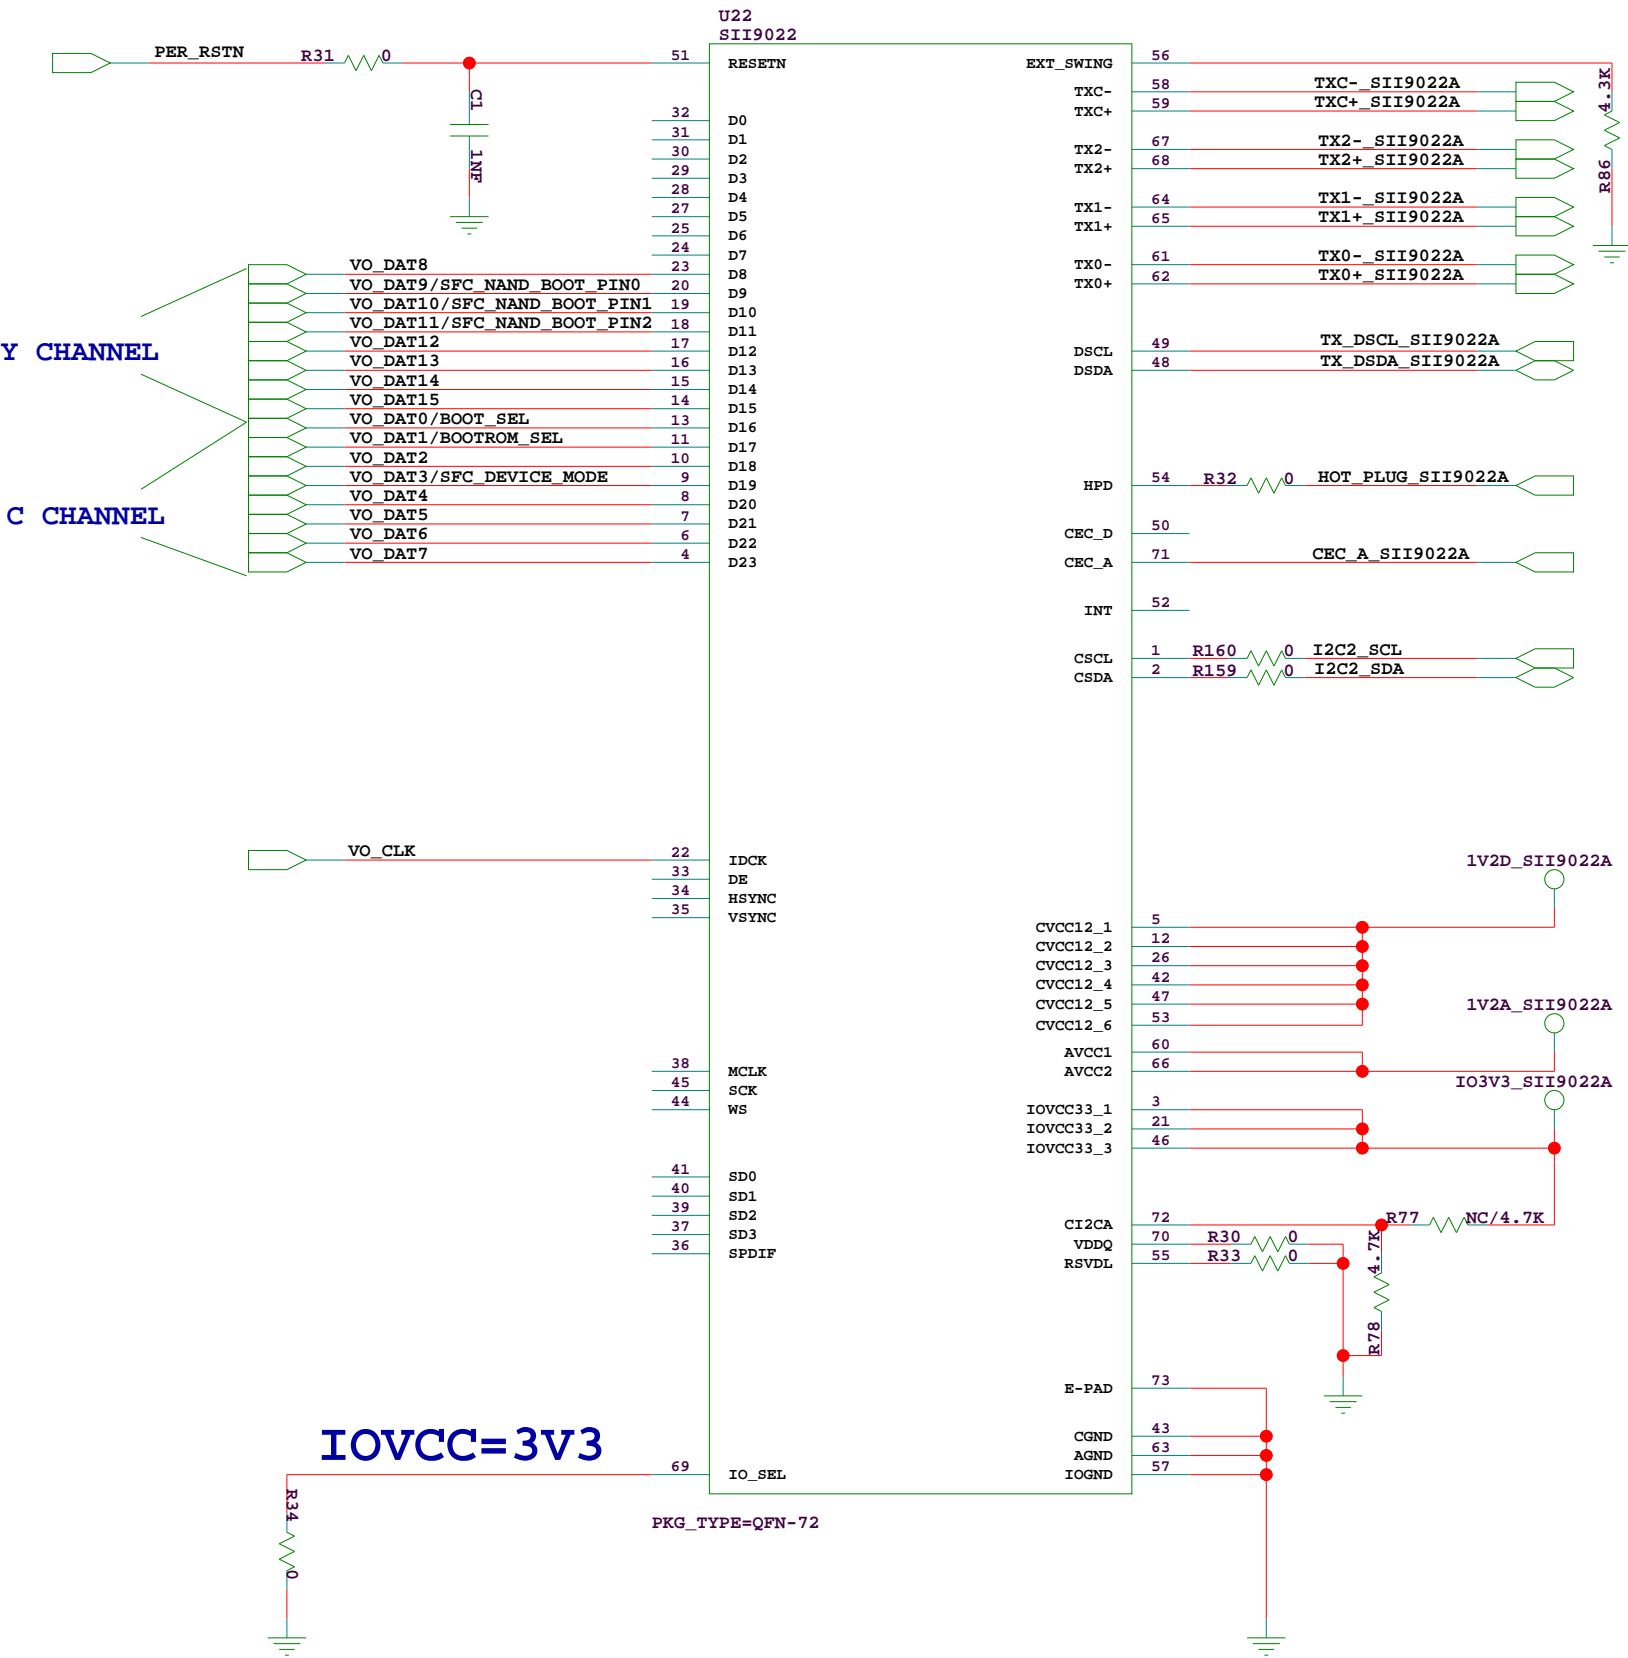 U22
SII9022
PER_RSTN R31 0 51 RESETN
C1
1NF
32 D0
31 D1
30 D2
29 D3
28 D4
27 D5
25 D6
24 D7
VO_DAT8 23 D8
VO_DAT9/SFC_NAND_BOOT_PIN0 20 D9
VO_DAT10/SFC_NAND_BOOT_PIN1 19 D10
VO_DAT11/SFC_NAND_BOOT_PIN2 18 D11
VO_DAT12 17 D12
VO_DAT13 16 D13
VO_DAT14 15 D14
VO_DAT15 14 D15
VO_DAT0/BOOT_SEL 13 D16
VO_DAT1/BOOTROM_SEL 11 D17
VO_DAT2 10 D18
VO_DAT3/SFC_DEVICE_MODE 9 D19
VO_DAT4 8 D20
VO_DAT5 7 D21
VO_DAT6 6 D22
VO_DAT7 4 D23
Y CHANNEL
C CHANNEL
VO_CLK 22 IDCK
33 DE
34 HSYNC
35 VSYNC
38 MCLK
45 SCK
44 WS
41 SD0
40 SD1
39 SD2
37 SD3
36 SPDIF
IOVCC=3V3
69 IO_SEL
R34
0
PKG_TYPE=QFN-72
EXT_SWING 56
4.3K
R86
TXC- 58 TXC-_SII9022A
TXC+ 59 TXC+_SII9022A
TX2- 67 TX2-_SII9022A
TX2+ 68 TX2+_SII9022A
TX1- 64 TX1-_SII9022A
TX1+ 65 TX1+_SII9022A
TX0- 61 TX0-_SII9022A
TX0+ 62 TX0+_SII9022A
DSCL 49 TX_DSCL_SII9022A
DSDA 48 TX_DSDA_SII9022A
HPD 54 R32 0 HOT_PLUG_SII9022A
CEC_D 50
CEC_A 71 CEC_A_SII9022A
INT 52
CSCL 1 R160 0 I2C2_SCL
CSDA 2 R159 0 I2C2_SDA
1V2D_SII9022A
CVCC12_1 5
CVCC12_2 12
CVCC12_3 26
CVCC12_4 42
CVCC12_5 47
CVCC12_6 53
1V2A_SII9022A
AVCC1 60
AVCC2 66
IO3V3_SII9022A
IOVCC33_1 3
IOVCC33_2 21
IOVCC33_3 46
CI2CA 72 R77 NC/4.7K
VDDQ 70 R30 0
RSVDL 55 R33 0
4.7K
R78
E-PAD 73
CGND 43
AGND 63
IOGND 57